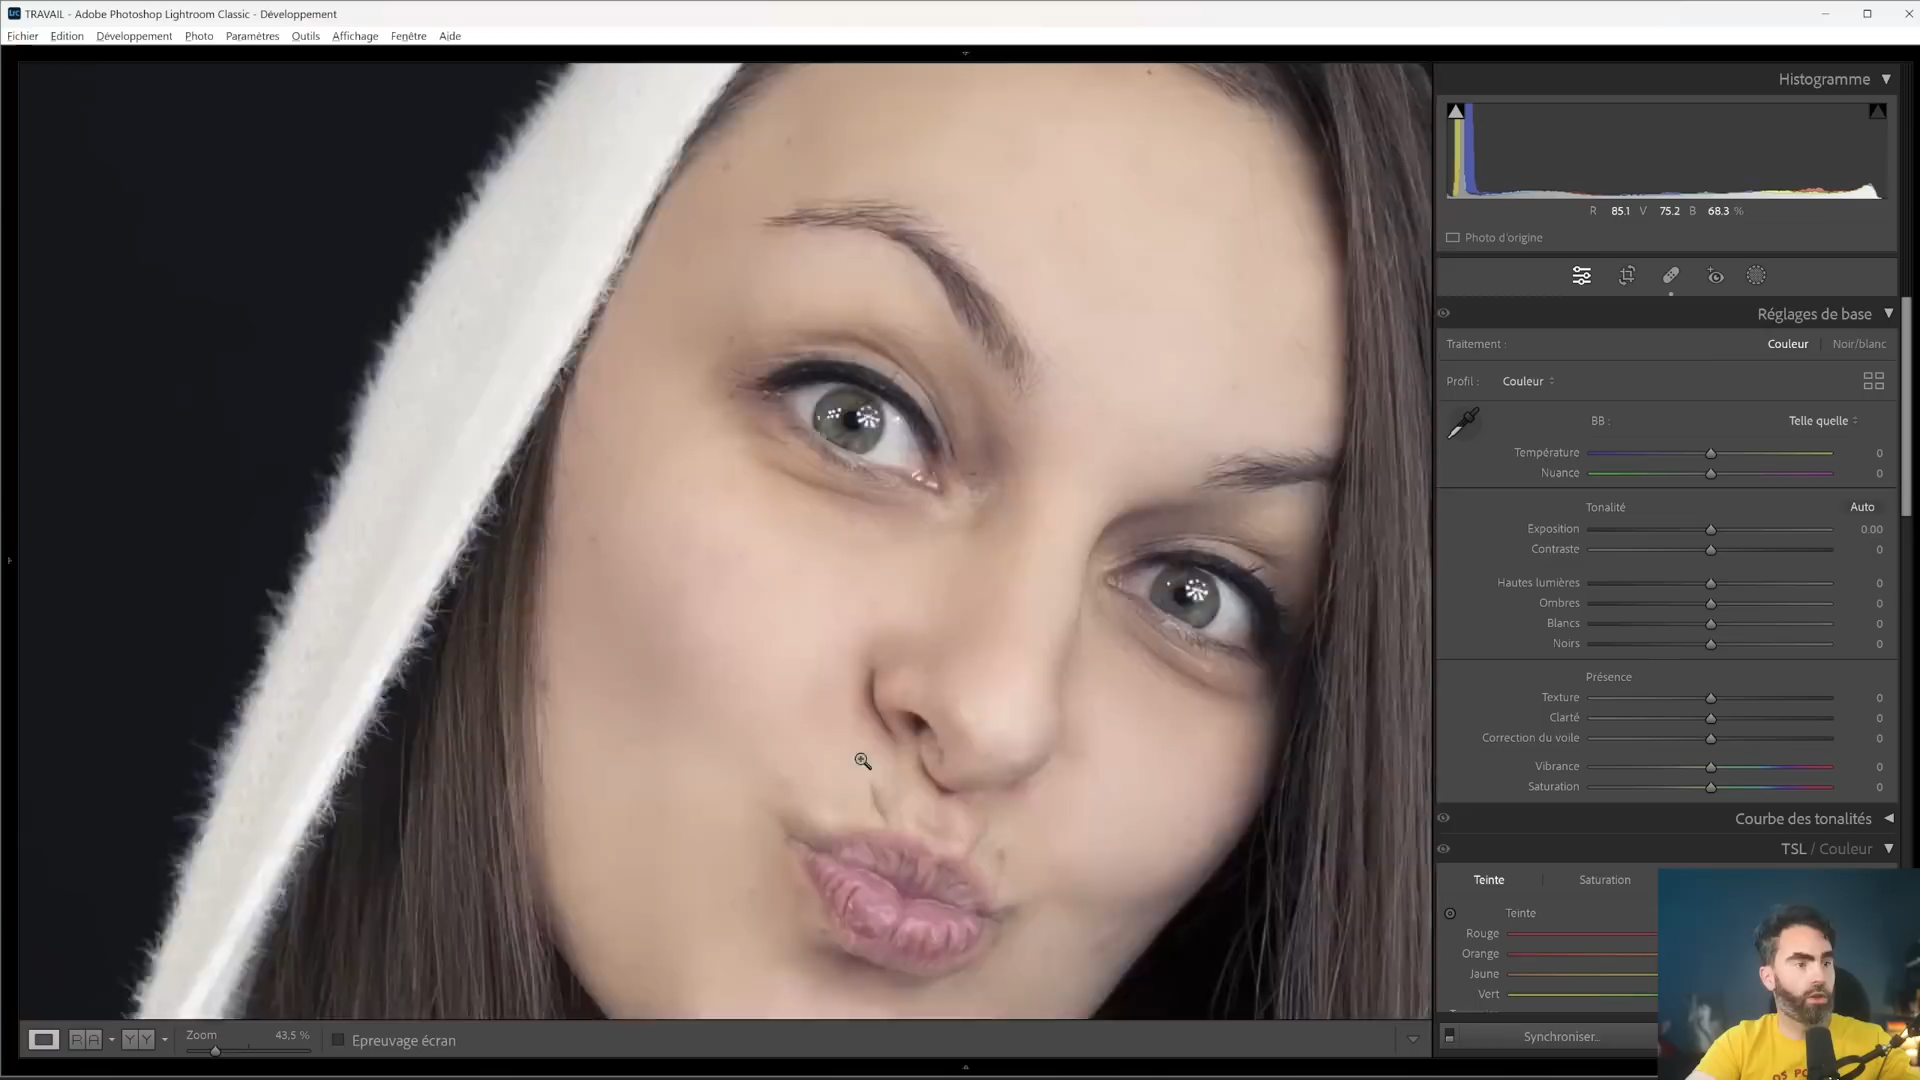 TRAVAIL - Adobe Photoshop Lightroom Classic - Développement
Fichier Edition Développement Photo Paramètres Outils Affichage Fenêtre Aide
Histogramme
R 85.1 V 75.2 B 68.3 %
Photo d'origine
Réglages de base
Traitement : Couleur Noir/blanc
Profil : Couleur
BB : Telle quelle
Température 0
Nuance 0
Tonalité Auto
Exposition 0.00
Contraste 0
Hautes lumières 0
Ombres 0
Blancs 0
Noirs 0
Présence
Texture 0
Clarté 0
Correction du voile 0
Vibrance 0
Saturation 0
Courbe des tonalités
TSL / Couleur
Teinte Saturation
Teinte
Rouge
Orange
Jaune
Vert
R A Y Y Zoom 43,5 % Epreuvage écran
Synchroniser...